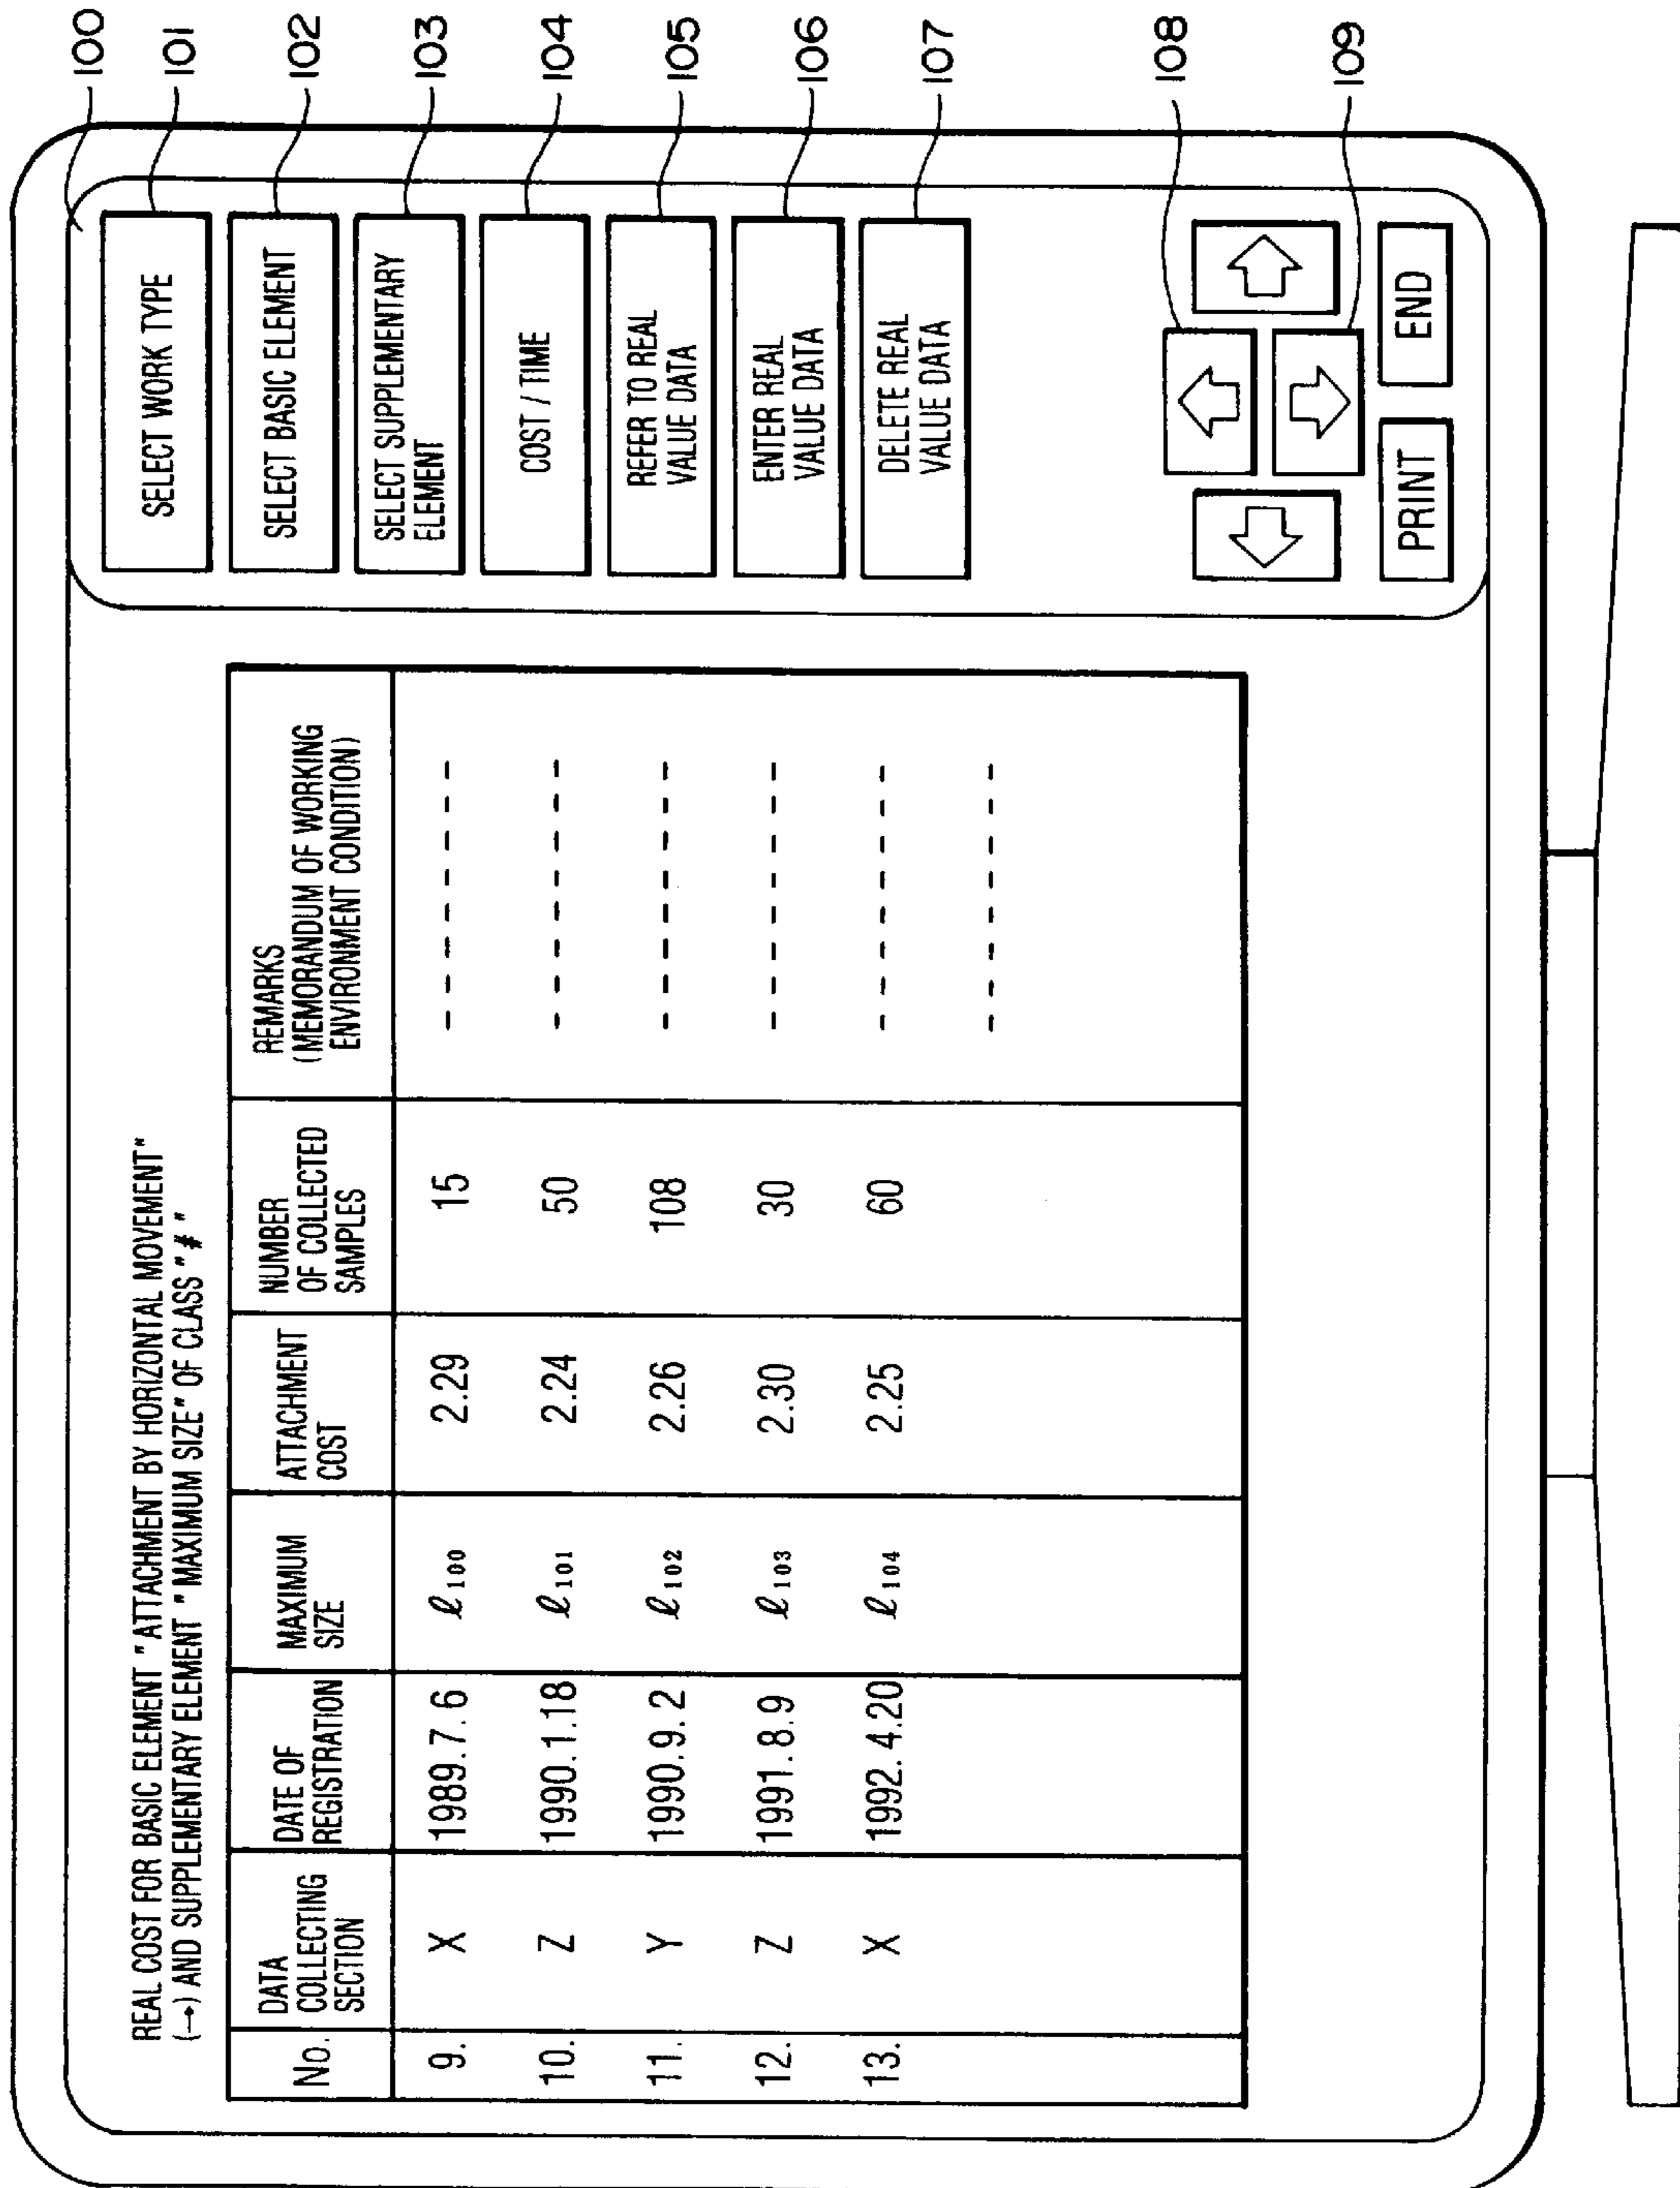 REAL COST FOR BASIC ELEMENT "ATTACHMENT BY HORIZONTAL MOVEMENT"
(→) AND SUPPLEMENTARY ELEMENT "MAXIMUM SIZE" OF CLASS "#"
No. DATA COLLECTING SECTION DATE OF REGISTRATION MAXIMUM SIZE ATTACHMENT COST NUMBER OF COLLECTED SAMPLES REMARKS (MEMORANDUM OF WORKING ENVIRONMENT CONDITION)
9. X 1989.7.6 ℓ100 2.29 15 --------
10. Z 1990.1.18 ℓ101 2.24 50 --------
11. Y 1990.9.2 ℓ102 2.26 108 --------
12. Z 1991.8.9 ℓ103 2.30 30 --------
13. X 1992.4.20 ℓ104 2.25 60 --------
--------
SELECT WORK TYPE
SELECT BASIC ELEMENT
SELECT SUPPLEMENTARY
ELEMENT
COST / TIME
REFER TO REAL
VALUE DATA
ENTER REAL
VALUE DATA
DELETE REAL
VALUE DATA
PRINT
END
100
101
102
103
104
105
106
107
108
109